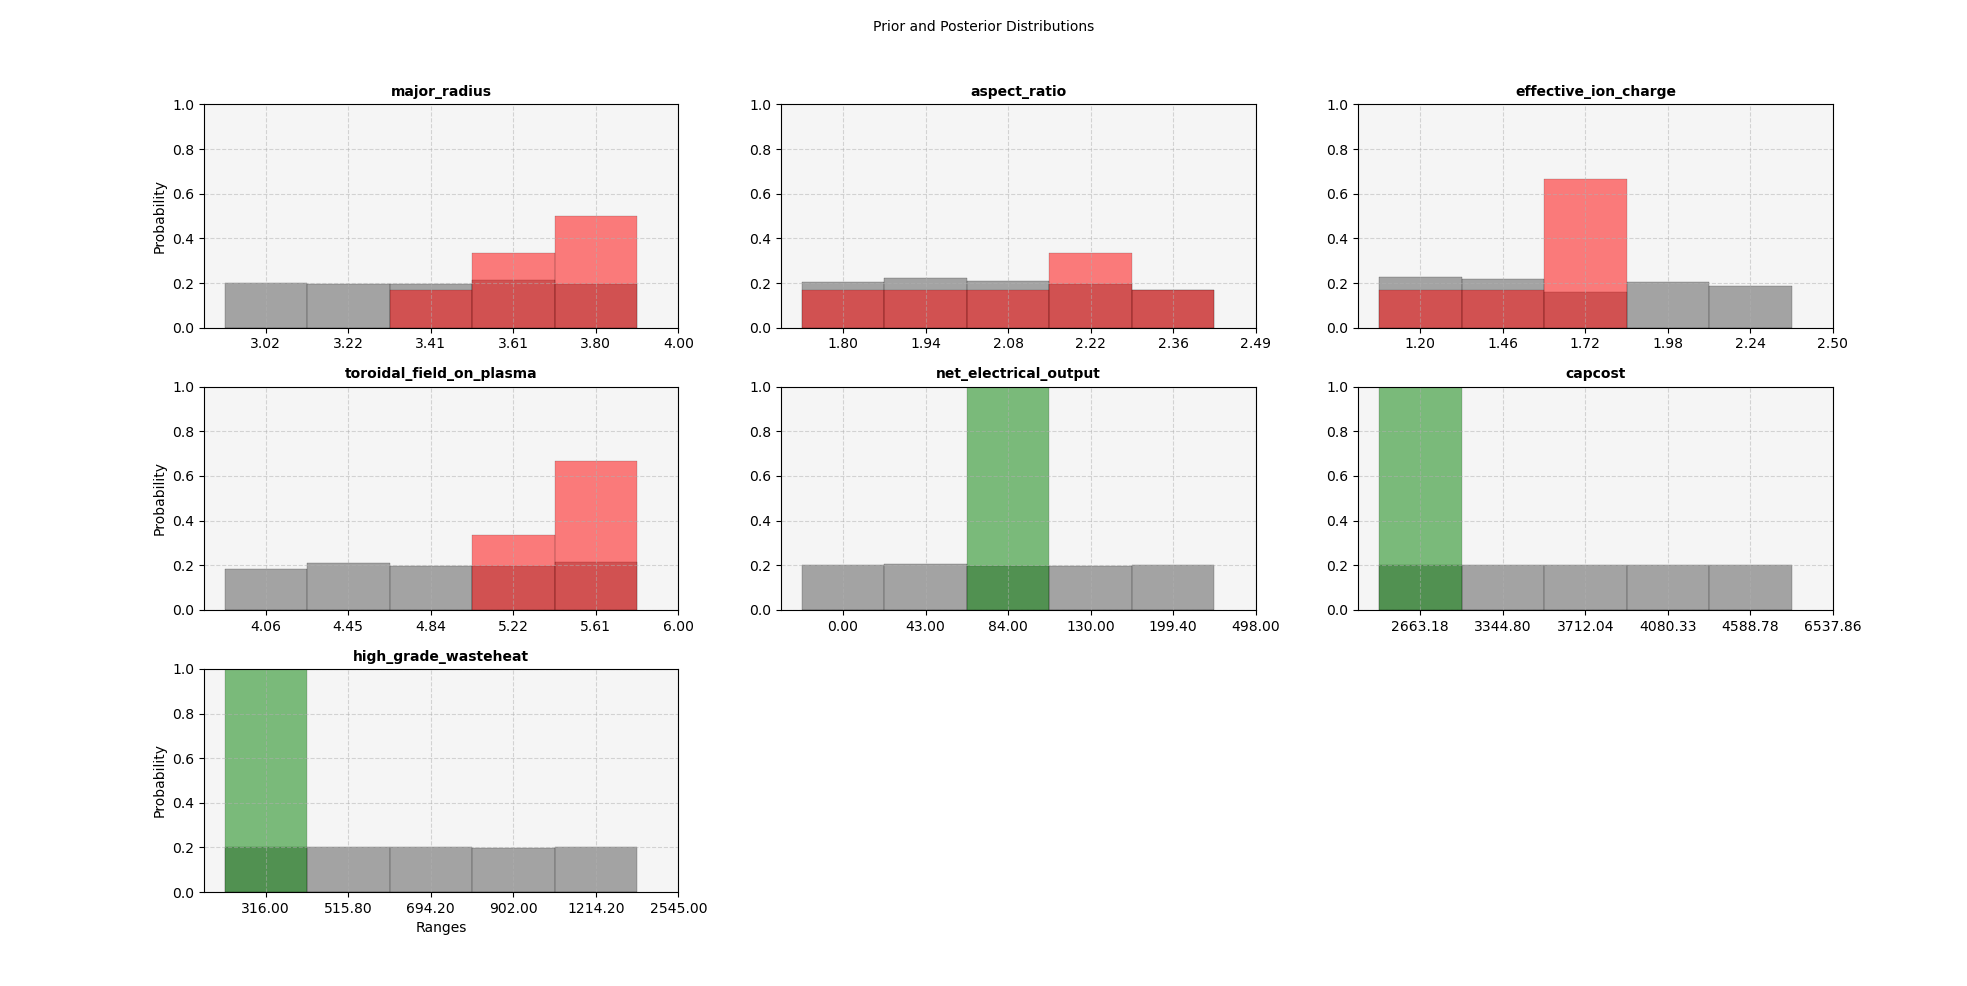 Prior and Posterior Distributions
major_radius
Probability
1.0
0.8
0.6
0.4
0.2
0.0
3.02 3.22 3.41 3.61 3.80 4.00
aspect_ratio
1.0
0.8
0.6
0.4
0.2
0.0
1.80 1.94 2.08 2.22 2.36 2.49
effective_ion_charge
1.0
0.8
0.6
0.4
0.2
0.0
1.20 1.46 1.72 1.98 2.24 2.50
toroidal_field_on_plasma
Probability
1.0
0.8
0.6
0.4
0.2
0.0
4.06 4.45 4.84 5.22 5.61 6.00
net_electrical_output
1.0
0.8
0.6
0.4
0.2
0.0
0.00 43.00 84.00 130.00 199.40 498.00
capcost
1.0
0.8
0.6
0.4
0.2
0.0
2663.18 3344.80 3712.04 4080.33 4588.78 6537.86
high_grade_wasteheat
Probability
1.0
0.8
0.6
0.4
0.2
0.0
316.00 515.80 694.20 902.00 1214.20 2545.00
Ranges